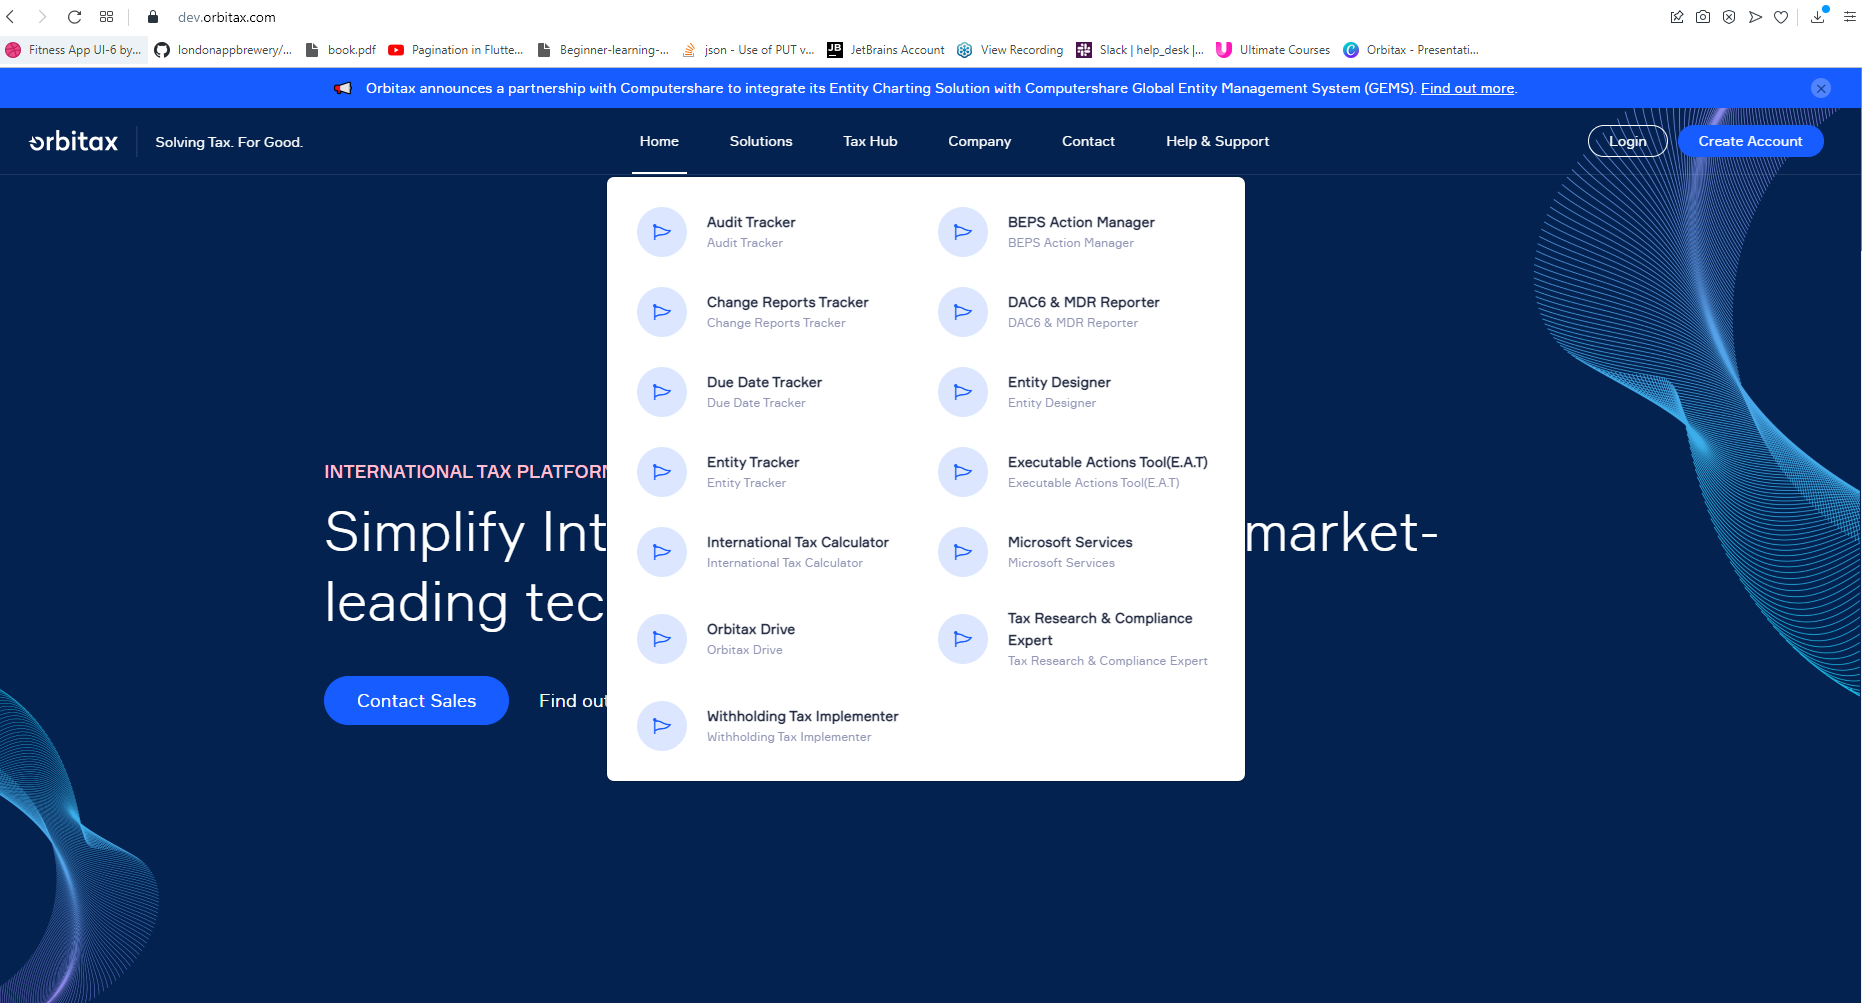 dev.orbitax.com
Fitness App UI-6 by...
londonappbrewery/...
book.pdf
Pagination in Flutte...
Beginner-learning-...
json - Use of PUT v...
JetBrains Account
View Recording
Slack | help_desk |...
Ultimate Courses
Orbitax - Presentati...
Orbitax announces a partnership with Computershare to integrate its Entity Charting Solution with Computershare Global Entity Management System (GEMS). Find out more.
orbitax
Solving Tax. For Good.
Home
Solutions
Tax Hub
Company
Contact
Help & Support
Login
Create Account
Audit Tracker
Audit Tracker
BEPS Action Manager
BEPS Action Manager
Change Reports Tracker
Change Reports Tracker
DAC6 & MDR Reporter
DAC6 & MDR Reporter
Due Date Tracker
Due Date Tracker
Entity Designer
Entity Designer
Entity Tracker
Entity Tracker
Executable Actions Tool(E.A.T)
Executable Actions Tool(E.A.T)
International Tax Calculator
International Tax Calculator
Microsoft Services
Microsoft Services
Orbitax Drive
Orbitax Drive
Tax Research & Compliance
Expert
Tax Research & Compliance Expert
Withholding Tax Implementer
Withholding Tax Implementer
INTERNATIONAL TAX PLATFORM
Simplify Int market-
leading tec
Contact Sales
Find out